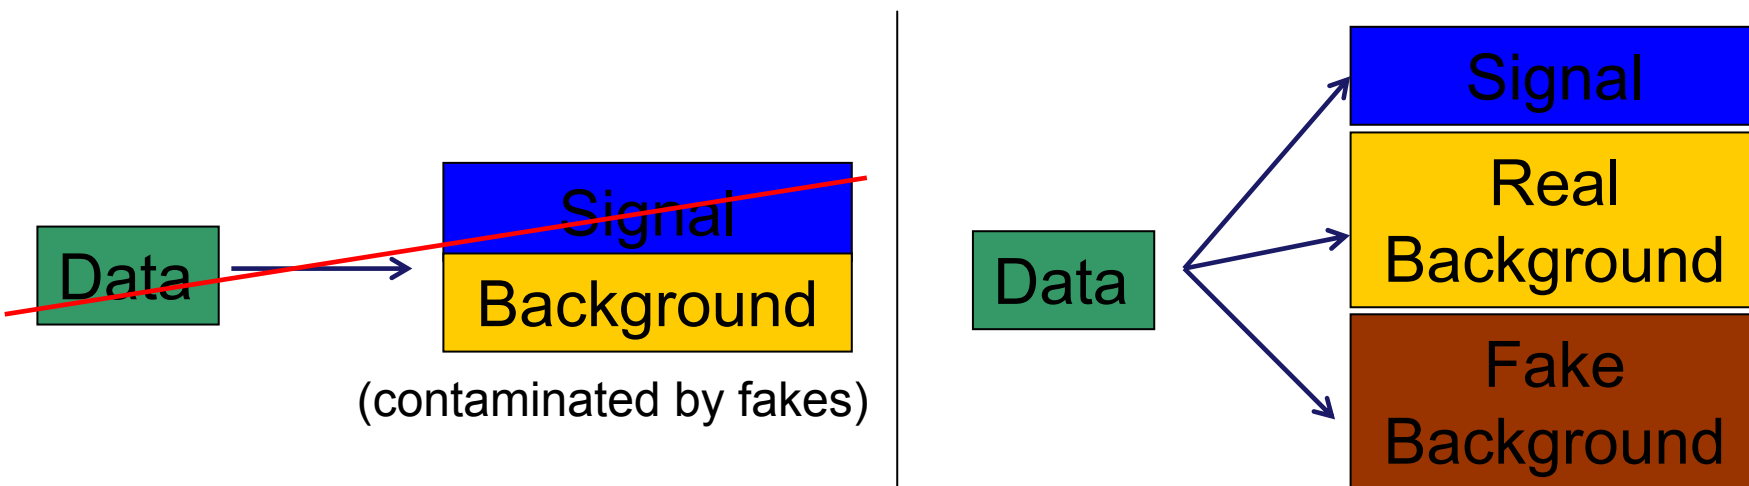 Data
Signal
Background
(contaminated by fakes)
Data
Signal
Real
Background
Fake
Background